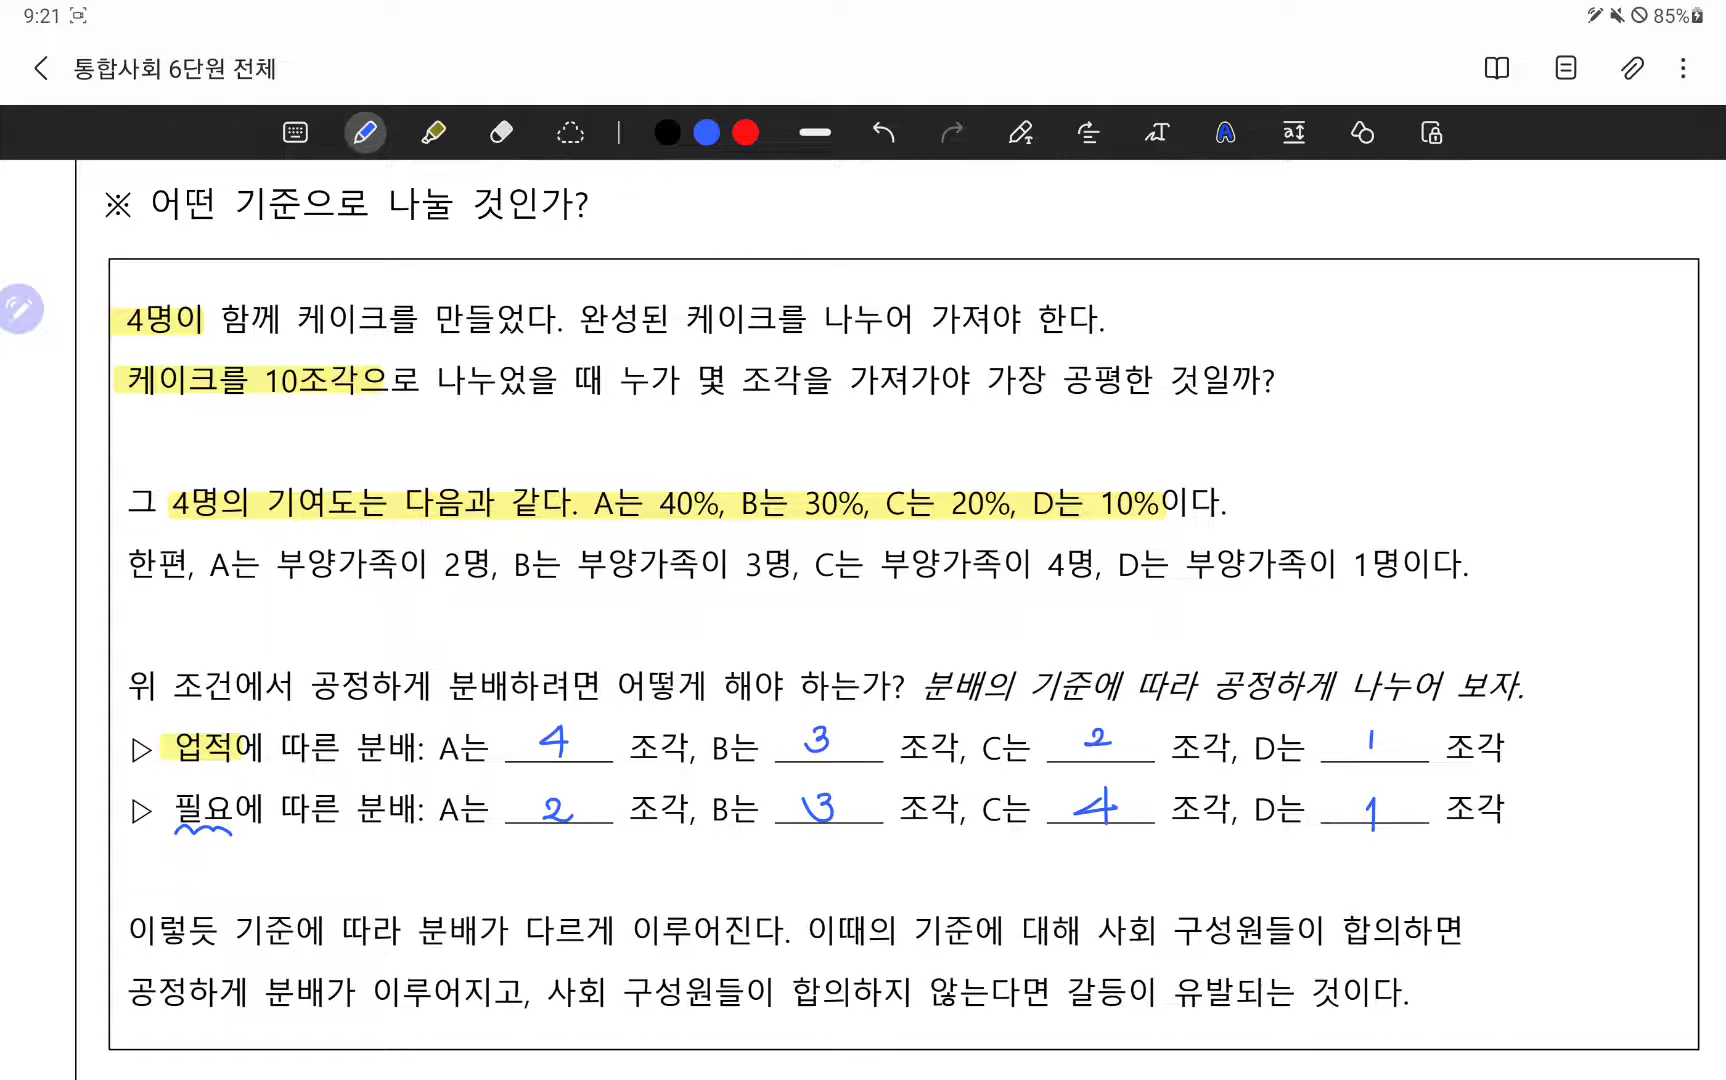 9:21 85%
통합사회 6단원 전체
※ 어떤 기준으로 나눌 것인가?
4명이 함께 케이크를 만들었다. 완성된 케이크를 나누어 가져야 한다.
케이크를 10조각으로 나누었을 때 누가 몇 조각을 가져가야 가장 공평한 것일까?
그 4명의 기여도는 다음과 같다. A는 40%, B는 30%, C는 20%, D는 10%이다.
한편, A는 부양가족이 2명, B는 부양가족이 3명, C는 부양가족이 4명, D는 부양가족이 1명이다.
위 조건에서 공정하게 분배하려면 어떻게 해야 하는가? 분배의 기준에 따라 공정하게 나누어 보자.
▷ 업적에 따른 분배: A는 4 조각, B는 3 조각, C는 2 조각, D는 1 조각
▷ 필요에 따른 분배: A는 2 조각, B는 3 조각, C는 4 조각, D는 1 조각
이렇듯 기준에 따라 분배가 다르게 이루어진다. 이때의 기준에 대해 사회 구성원들이 합의하면
공정하게 분배가 이루어지고, 사회 구성원들이 합의하지 않는다면 갈등이 유발되는 것이다.